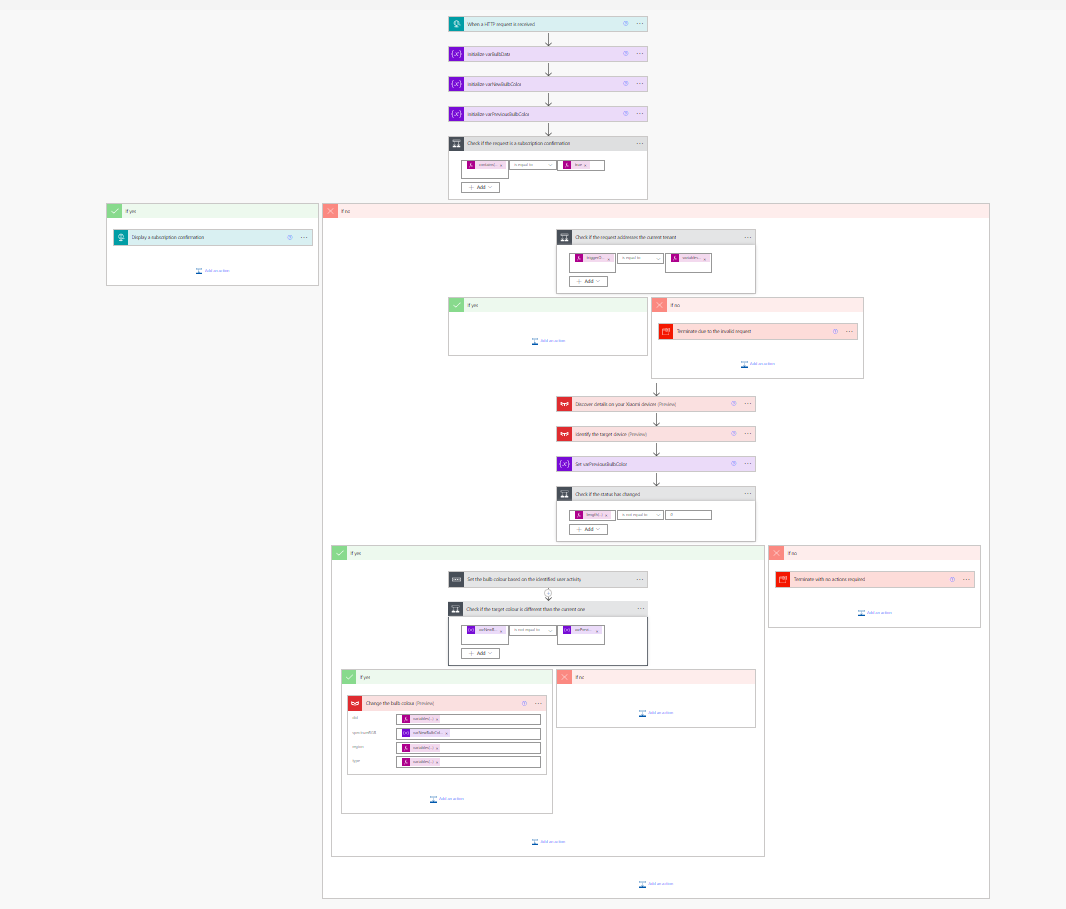 When a HTTP request is received
Initialize varBulbData
Initialize varNewBulbColor
Initialize varPreviousBulbColor
Check if the request is a subscription confirmation
is equal to
true
Add
If yes
If no
Display a subscription confirmation
Add an action
Check if the request addresses the current tenant
is equal to
variables(...
Add
If yes
If no
Add an action
Terminate due to the invalid request
Add an action
Discover details on your Xiaomi devices (Preview)
Identify the target device (Preview)
Set varPreviousBulbColor
Check if the status has changed
length(...)
is not equal to
0
Add
If yes
If no
Set the bulb colour based on the identified user activity
Terminate with no actions required
Add an action
Check if the target colour is different than the current one
varNewB...
is not equal to
varPrevi...
Add
If yes
If no
Change the bulb colour (Preview)
did
variables(...)
spectrumRGB
varNewBulbCol...
region
variables(...)
type
variables(...)
Add an action
Add an action
Add an action
Add an action